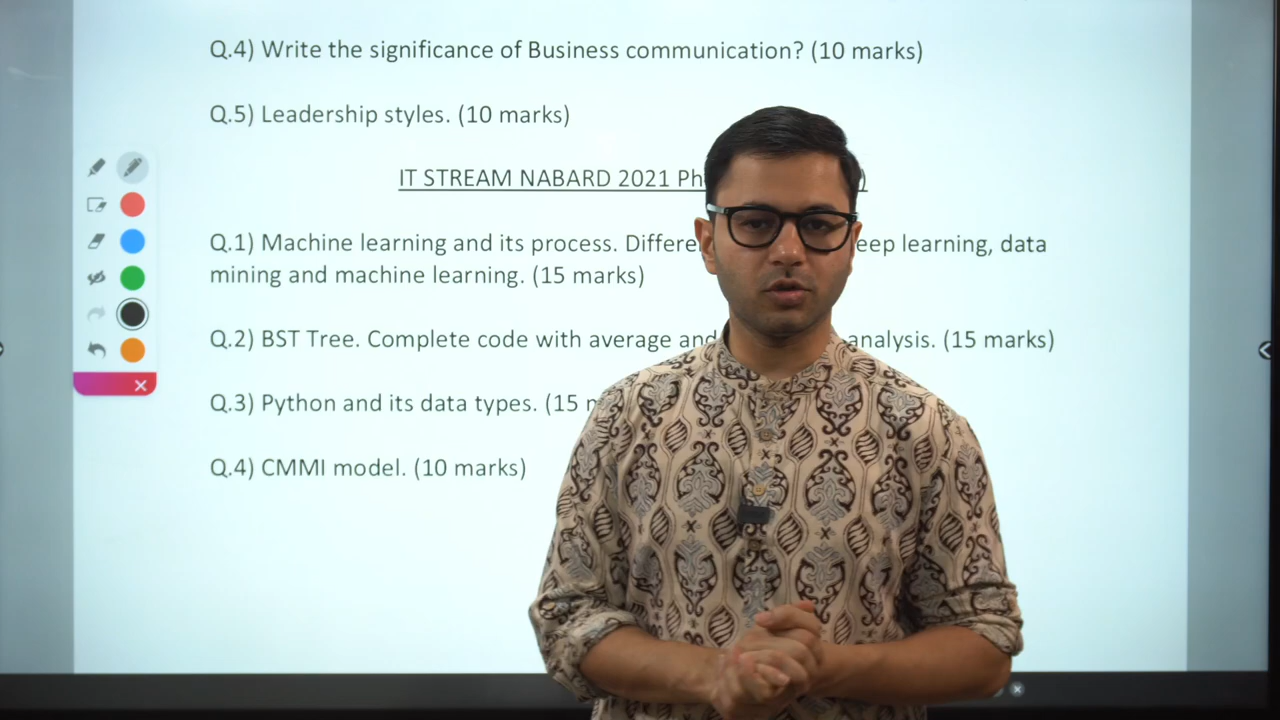 Q.4) Write the significance of Business communication? (10 marks)
Q.5) Leadership styles. (10 marks)
IT STREAM NABARD 2021 Ph )
Q.1) Machine learning and its process. Differe eep learning, data
mining and machine learning. (15 marks)
Q.2) BST Tree. Complete code with average and analysis. (15 marks)
Q.3) Python and its data types. (15 m
Q.4) CMMI model. (10 marks)